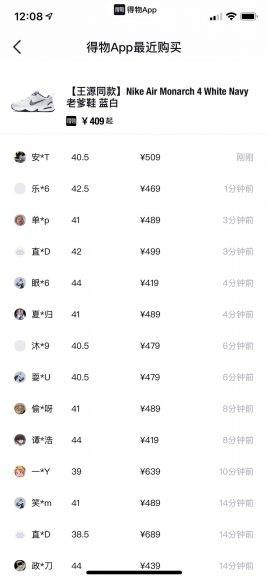 得物App
12:08
得物App最近购买
【王源同款】Nike Air Monarch 4 White Navy
老爹鞋 蓝白
得物 ¥409起
安*T 40.5 ¥509 刚刚
乐*6 42.5 ¥469 1分钟前
单*p 41 ¥489 3分钟前
直*D 42 ¥499 3分钟前
眼*6 44 ¥419 4分钟前
夏*归 41 ¥489 4分钟前
沐*9 40.5 ¥479 6分钟前
耍*U 40.5 ¥479 6分钟前
偷*呀 41 ¥489 8分钟前
谭*浩 44 ¥419 8分钟前
一*Y 39 ¥639 10分钟前
笑*m 41 ¥489 14分钟前
直*D 38.5 ¥689 14分钟前
政*刀 44 ¥439 14分钟前